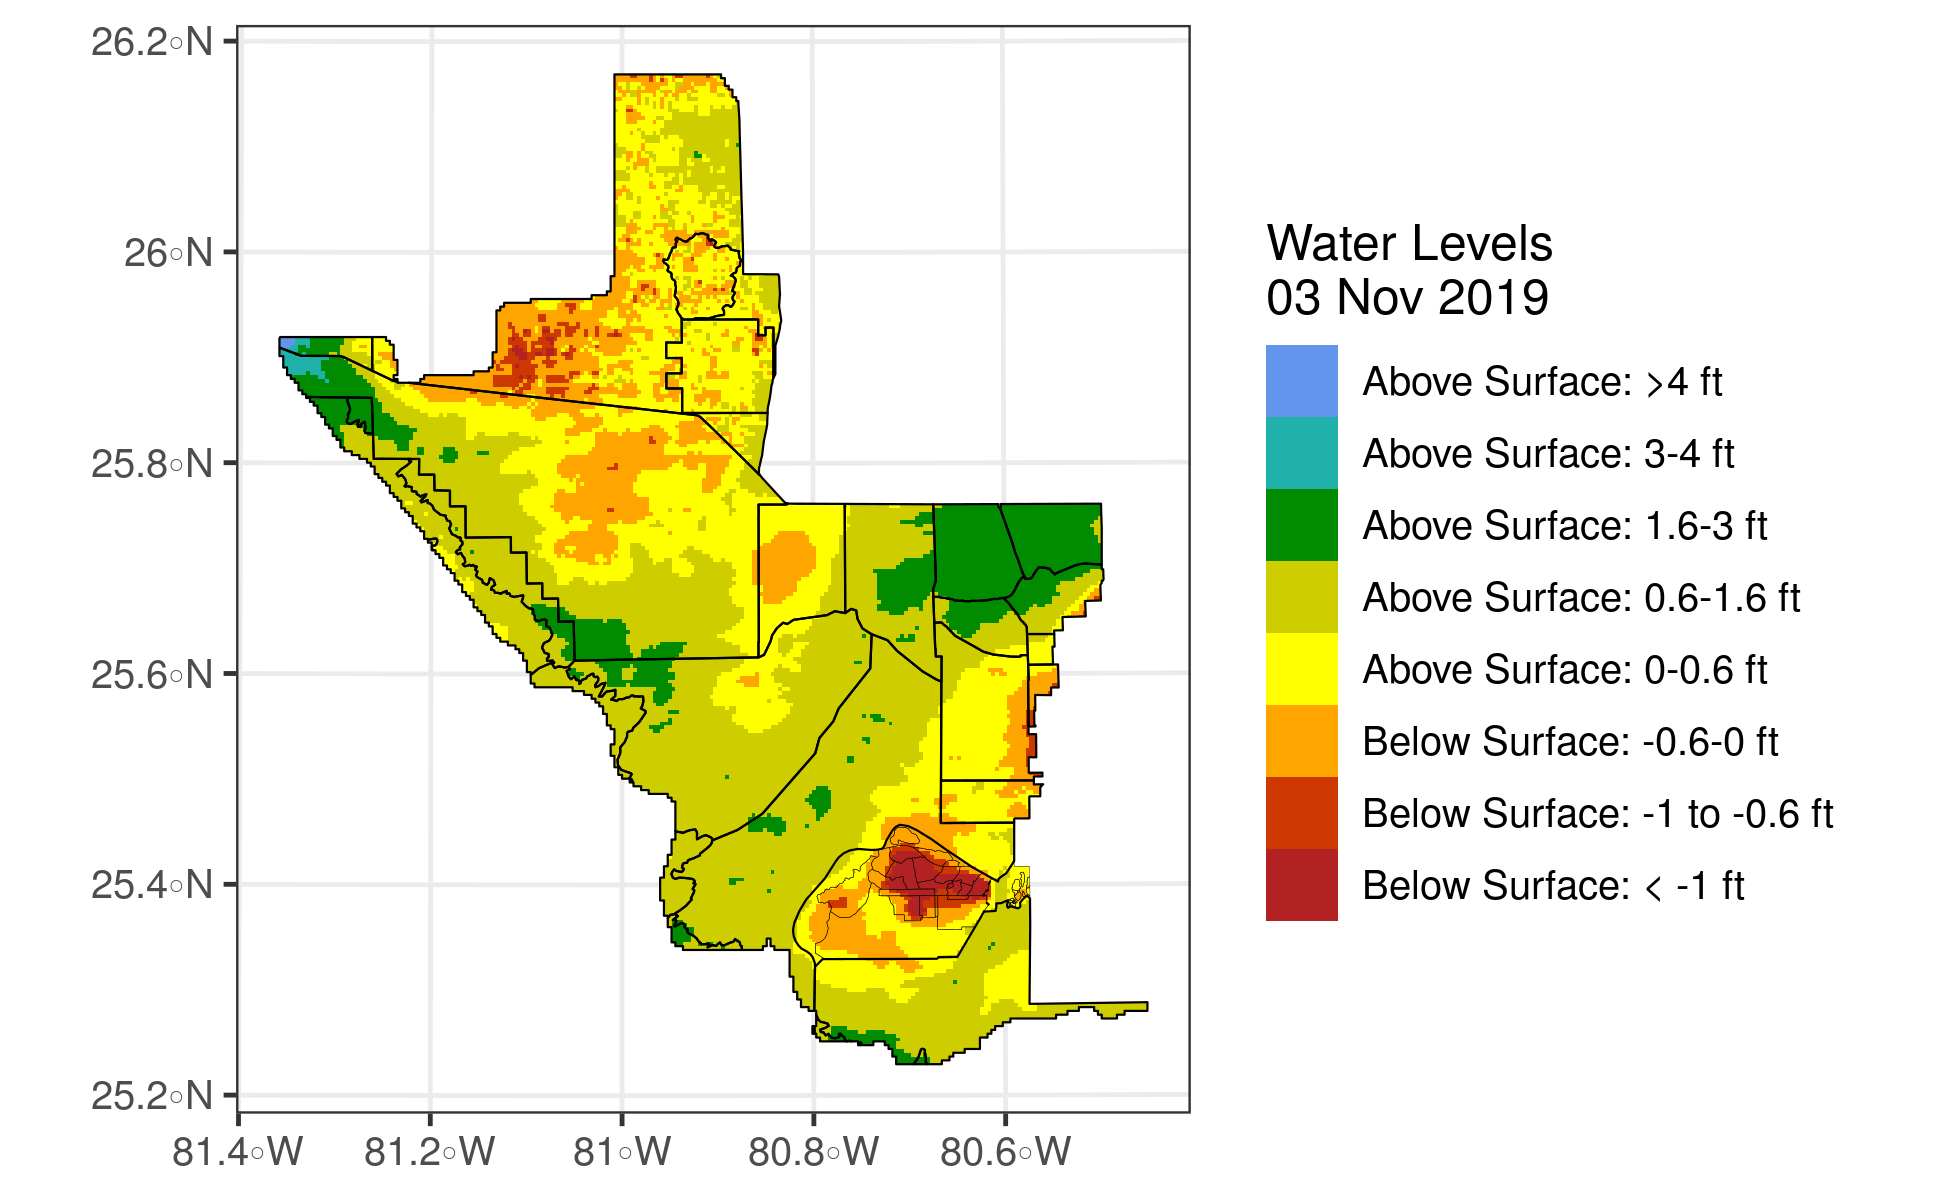 26.2◦N
26◦N
25.8◦N
25.6◦N
25.4◦N
25.2◦N
81.4◦W
81.2◦W
81◦W
80.8◦W
80.6◦W
Water Levels
03 Nov 2019
Above Surface: >4 ft
Above Surface: 3-4 ft
Above Surface: 1.6-3 ft
Above Surface: 0.6-1.6 ft
Above Surface: 0-0.6 ft
Below Surface: -0.6-0 ft
Below Surface: -1 to -0.6 ft
Below Surface: < -1 ft